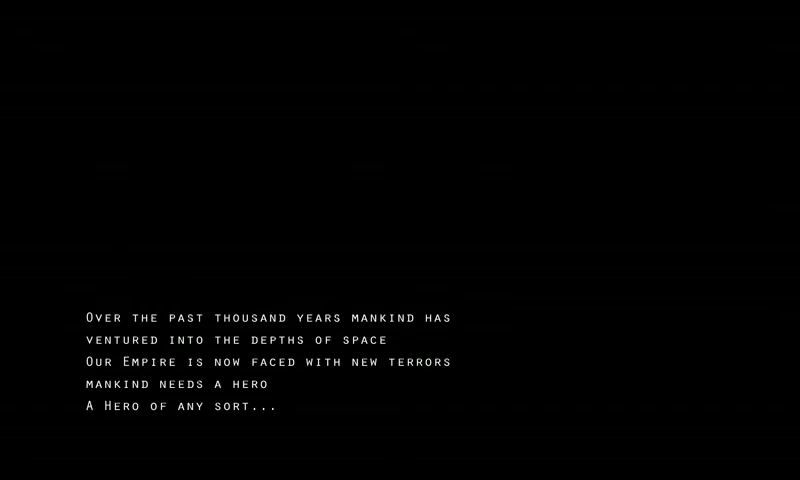 Over the past thousand years mankind has
ventured into the depths of space
Our Empire is now faced with new terrors
mankind needs a hero
A Hero of any sort...